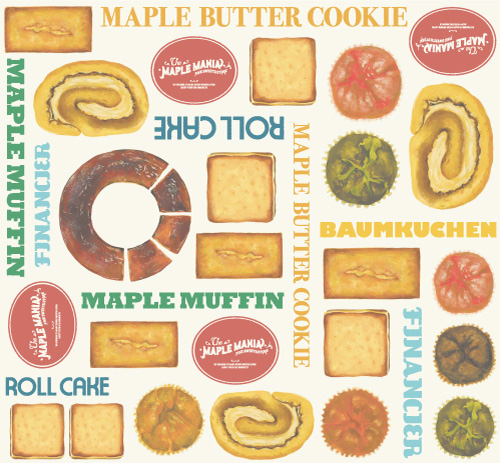 MAPLE BUTTER COOKIE
The
MAPLE MANIA
The
MAPLE MANIA
MAPLE MUFFIN
FINANCIER
ROLL CAKE
MAPLE BUTTER COOKIE
BAUMKUCHEN
MAPLE MUFFIN
The
MAPLE MANIA
The
MAPLE MANIA
FINANCIER
ROLL CAKE